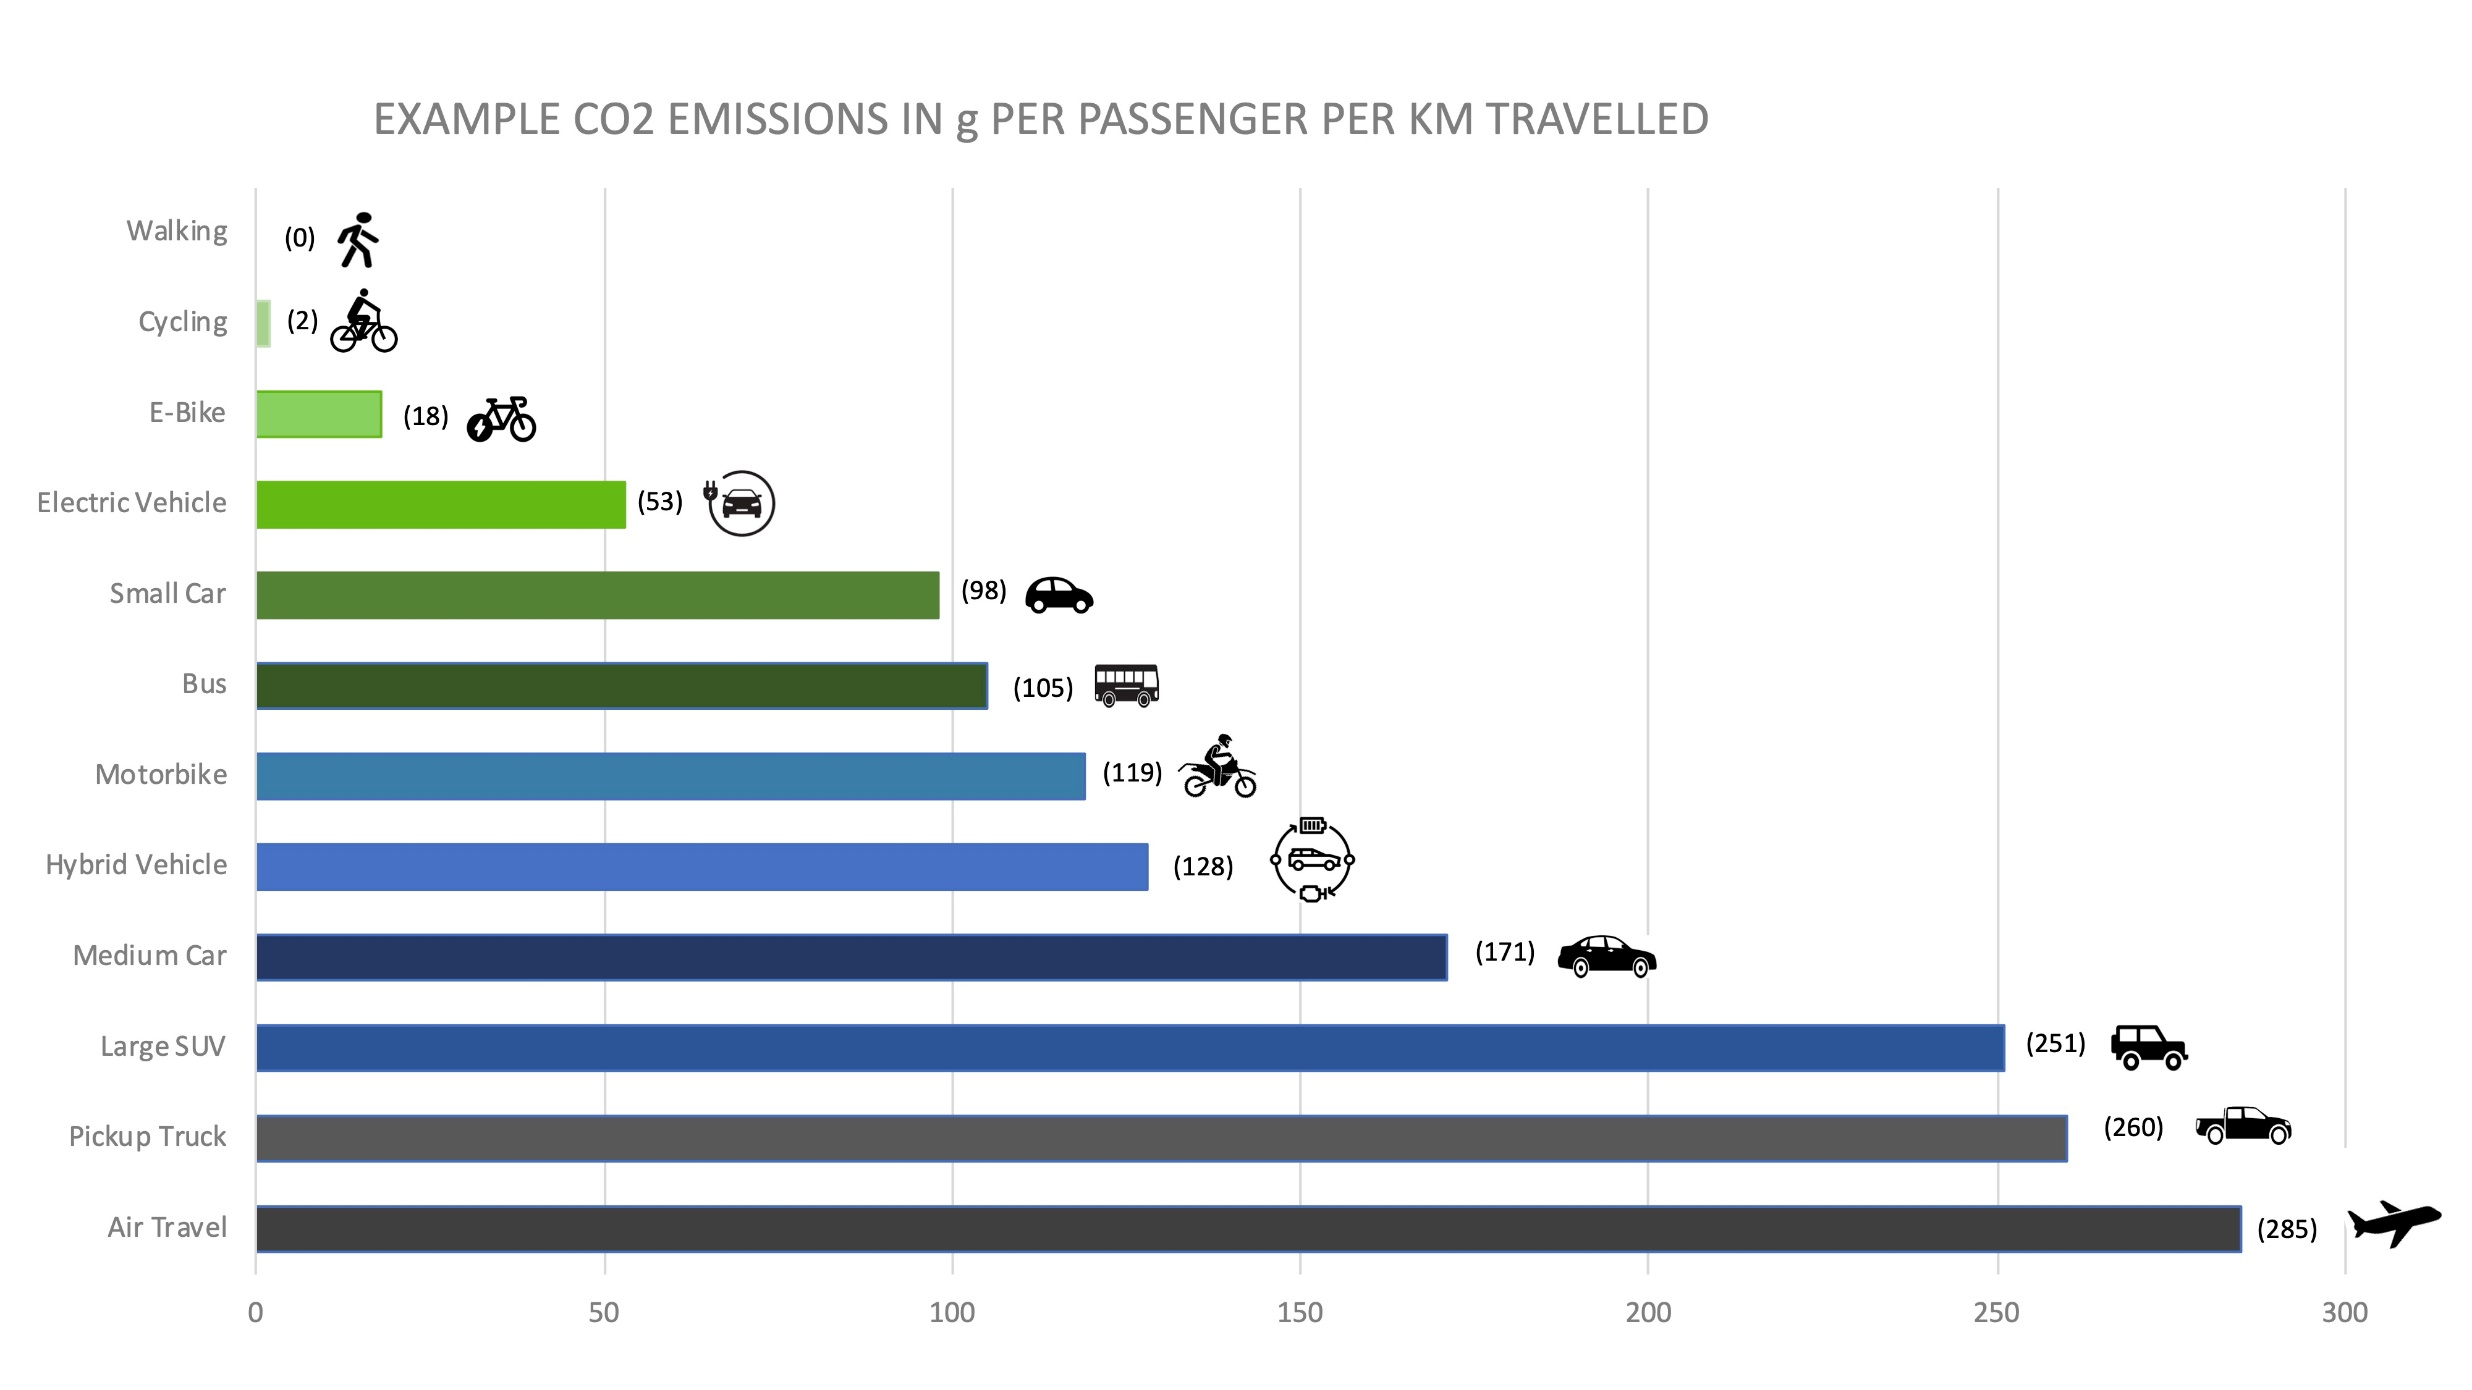 EXAMPLE CO2 EMISSIONS IN g PER PASSENGER PER KM TRAVELLED
Walking (0)
Cycling (2)
E-Bike (18)
Electric Vehicle (53)
Small Car (98)
Bus (105)
Motorbike (119)
Hybrid Vehicle (128)
Medium Car (171)
Large SUV (251)
Pickup Truck (260)
Air Travel (285)
0 50 100 150 200 250 300